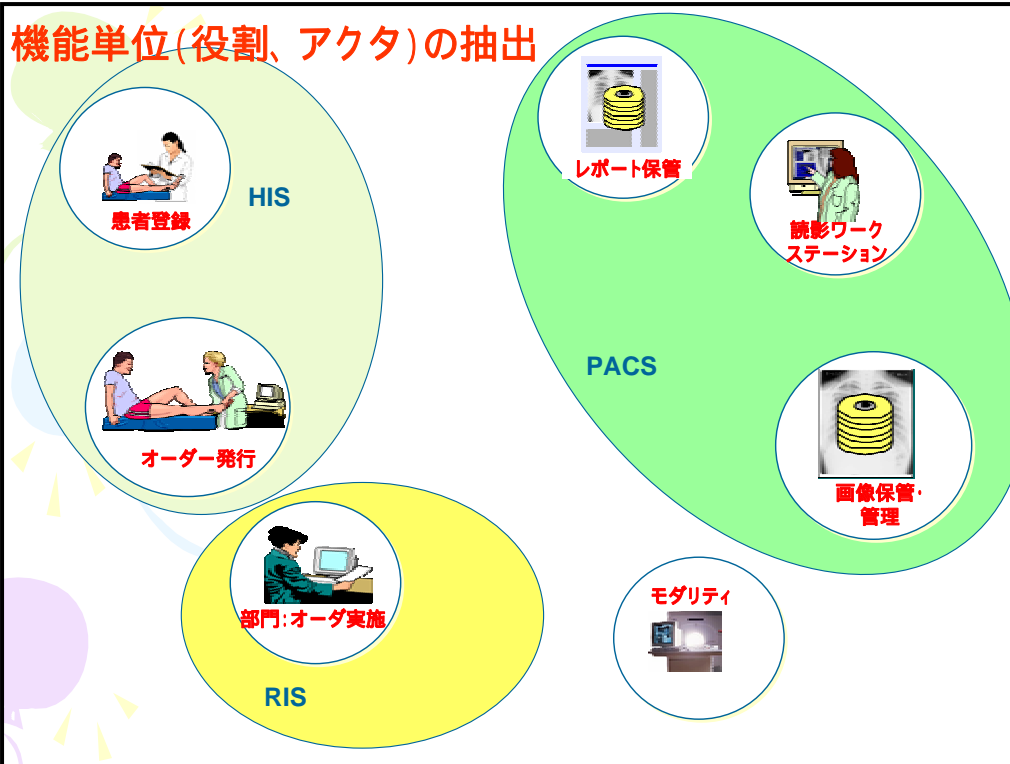 機能単位(役割、アクタ)の抽出
レポート保管
患者登録
HIS
読影ワーク
ステーション
PACS
オーダー発行
画像保管・
管理
部門:オーダ実施
モダリティ
RIS